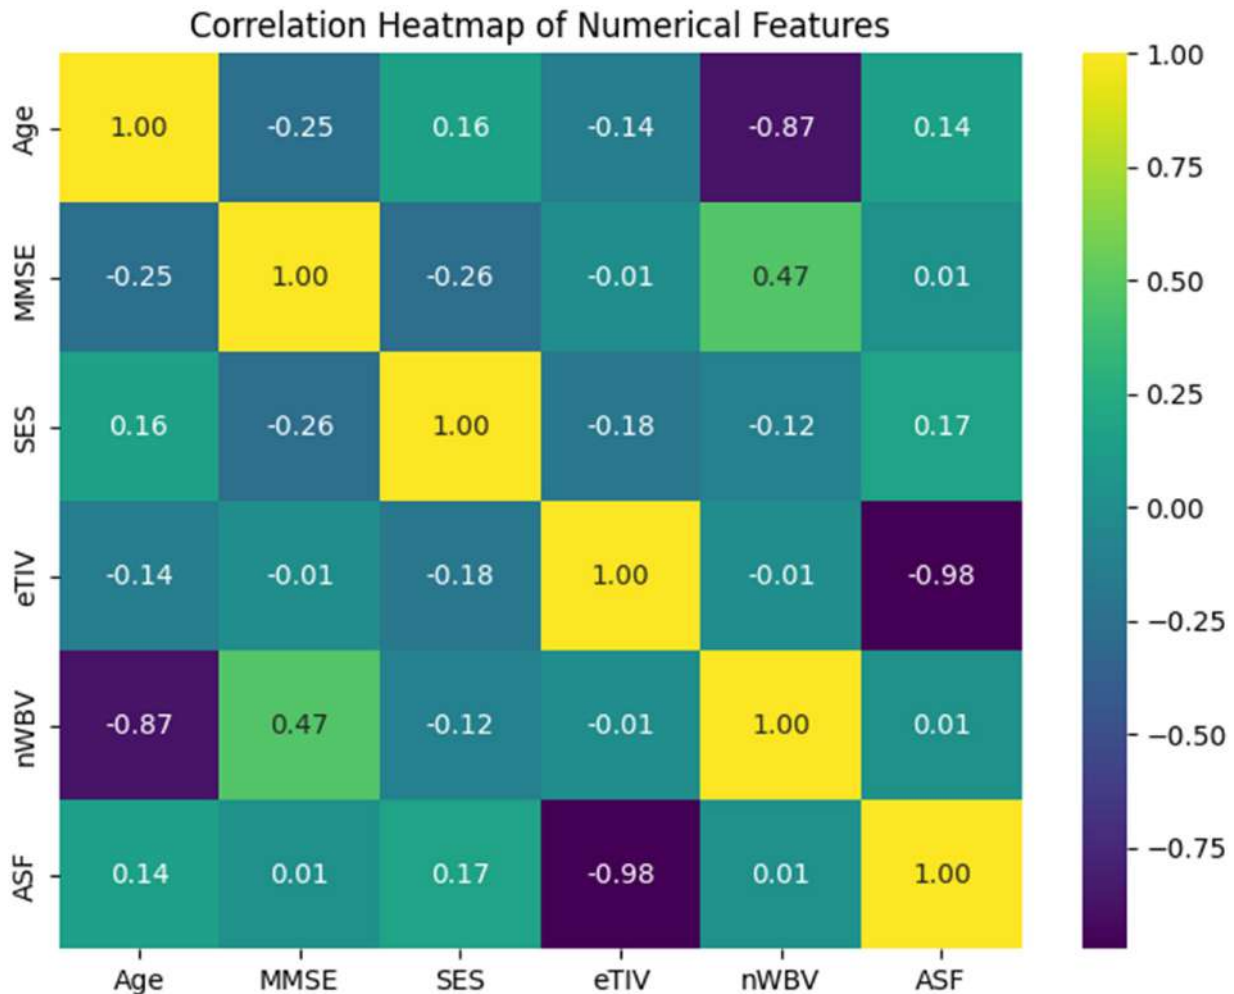 Correlation Heatmap of Numerical Features
Age 1.00 -0.25 0.16 -0.14 -0.87 0.14
MMSE -0.25 1.00 -0.26 -0.01 0.47 0.01
SES 0.16 -0.26 1.00 -0.18 -0.12 0.17
eTIV -0.14 -0.01 -0.18 1.00 -0.01 -0.98
nWBV -0.87 0.47 -0.12 -0.01 1.00 0.01
ASF 0.14 0.01 0.17 -0.98 0.01 1.00
Age MMSE SES eTIV nWBV ASF
1.00
0.75
0.50
0.25
0.00
−0.25
−0.50
−0.75